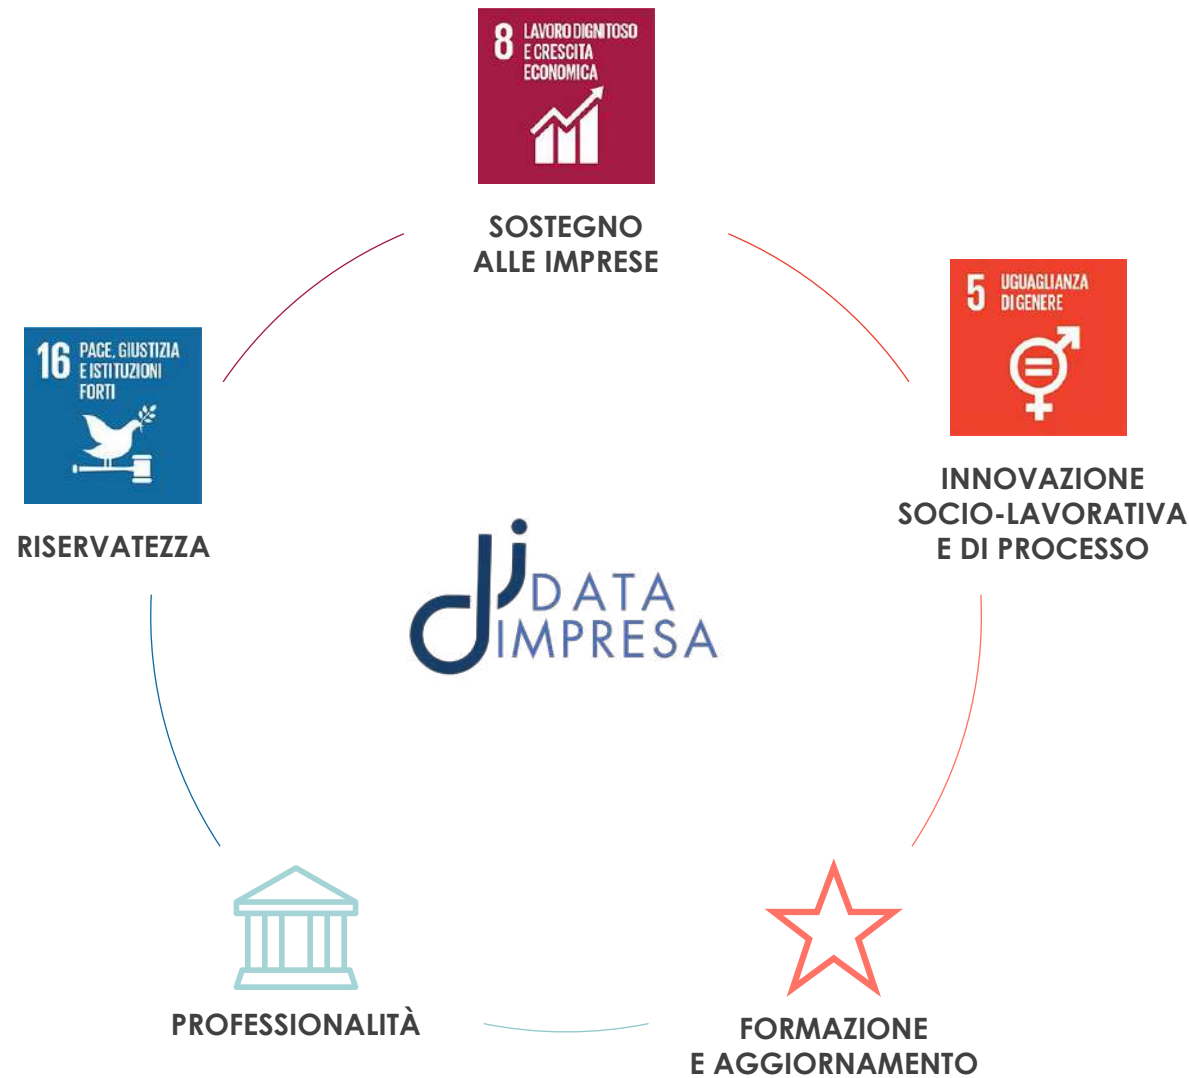 8 LAVORO DIGNITOSO
E CRESCITA
ECONOMICA
SOSTEGNO
ALLE IMPRESE
5 UGUAGLIANZA
DI GENERE
INNOVAZIONE
SOCIO-LAVORATIVA
E DI PROCESSO
16 PACE, GIUSTIZIA
E ISTITUZIONI
FORTI
RISERVATEZZA
di DATA
IMPRESA
PROFESSIONALITÀ
FORMAZIONE
E AGGIORNAMENTO